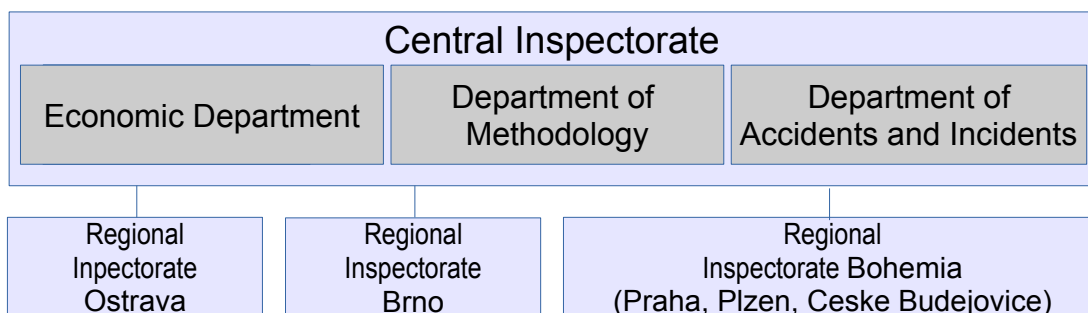 Central Inspectorate
Economic Department
Department of
Methodology
Department of
Accidents and Incidents
Regional
Inpectorate
Ostrava
Regional
Inspectorate
Brno
Regional
Inspectorate Bohemia
(Praha, Plzen, Ceske Budejovice)